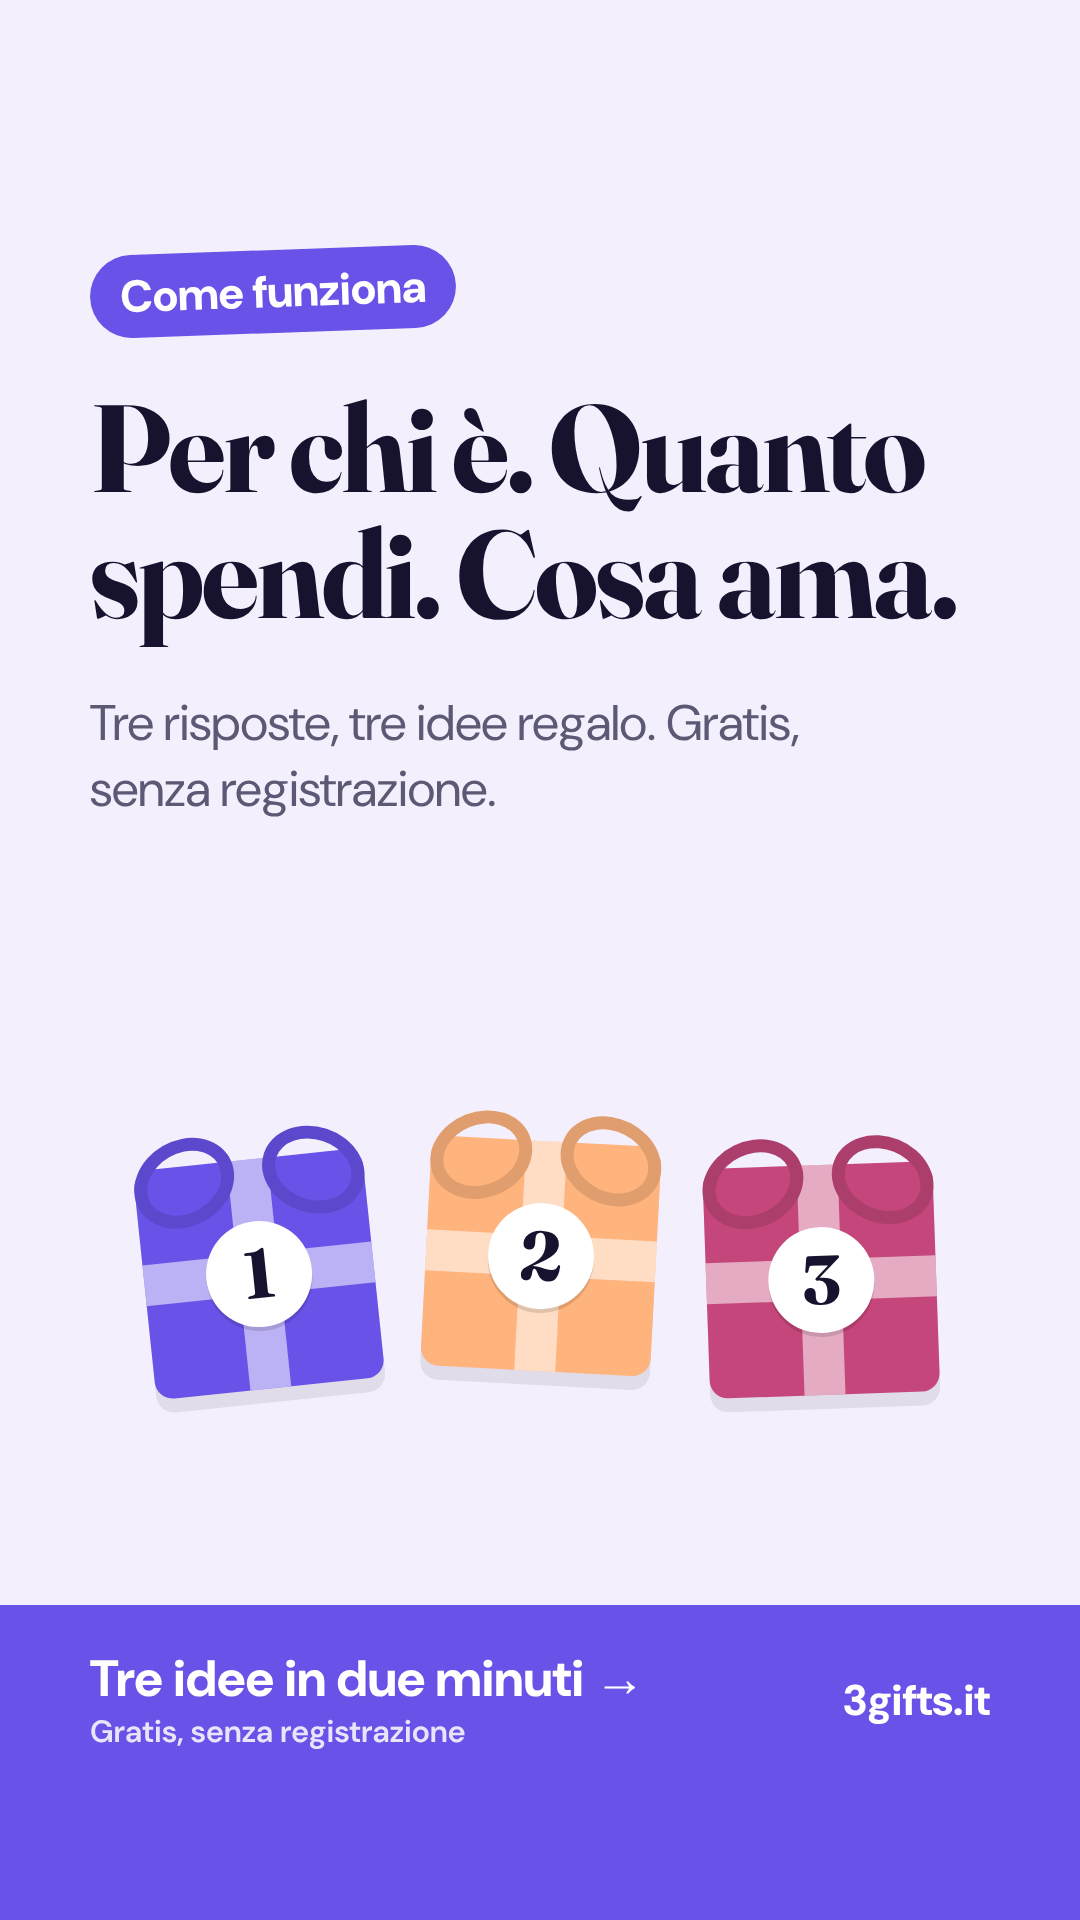 Come funziona
Per chi è. Quanto
spendi. Cosa ama.
Tre risposte, tre idee regalo. Gratis,
senza registrazione.
1
2
3
Tre idee in due minuti →
Gratis, senza registrazione
3gifts.it